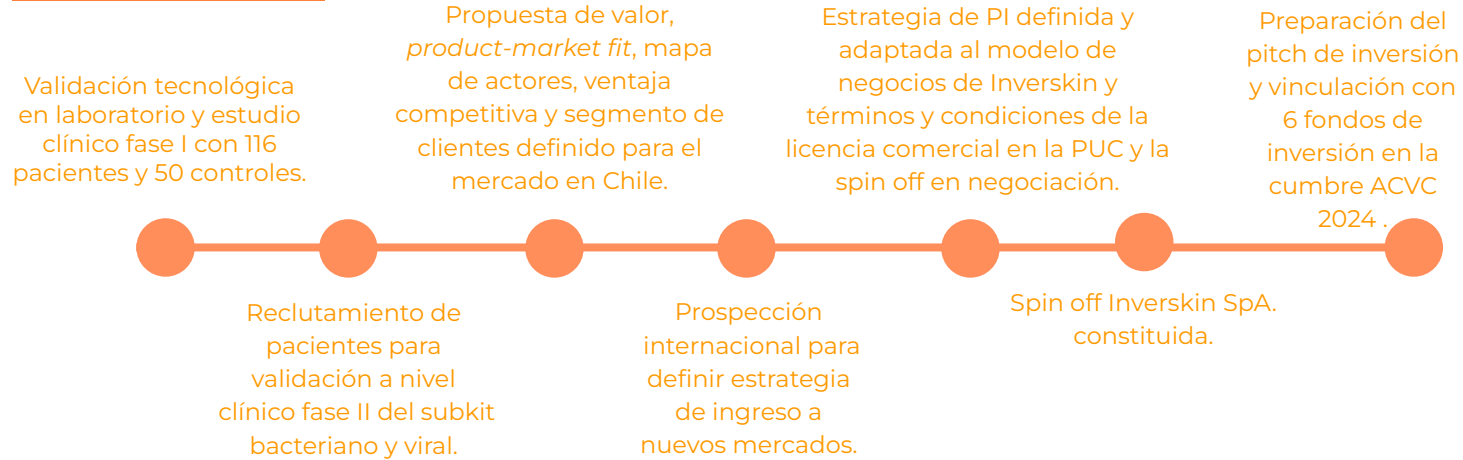 Validación tecnológica
en laboratorio y estudio
clínico fase I con 116
pacientes y 50 controles.
Reclutamiento de
pacientes para
validación a nivel
clínico fase II del subkit
bacteriano y viral.
Propuesta de valor,
product-market fit, mapa
de actores, ventaja
competitiva y segmento de
clientes definido para el
mercado en Chile.
Prospección
internacional para
definir estrategia
de ingreso a
nuevos mercados.
Estrategia de PI definida y
adaptada al modelo de
negocios de Inverskin y
términos y condiciones de la
licencia comercial en la PUC y la
spin off en negociación.
Spin off Inverskin SpA.
constituida.
Preparación del
pitch de inversión
y vinculación con
6 fondos de
inversión en la
cumbre ACVC
2024 .